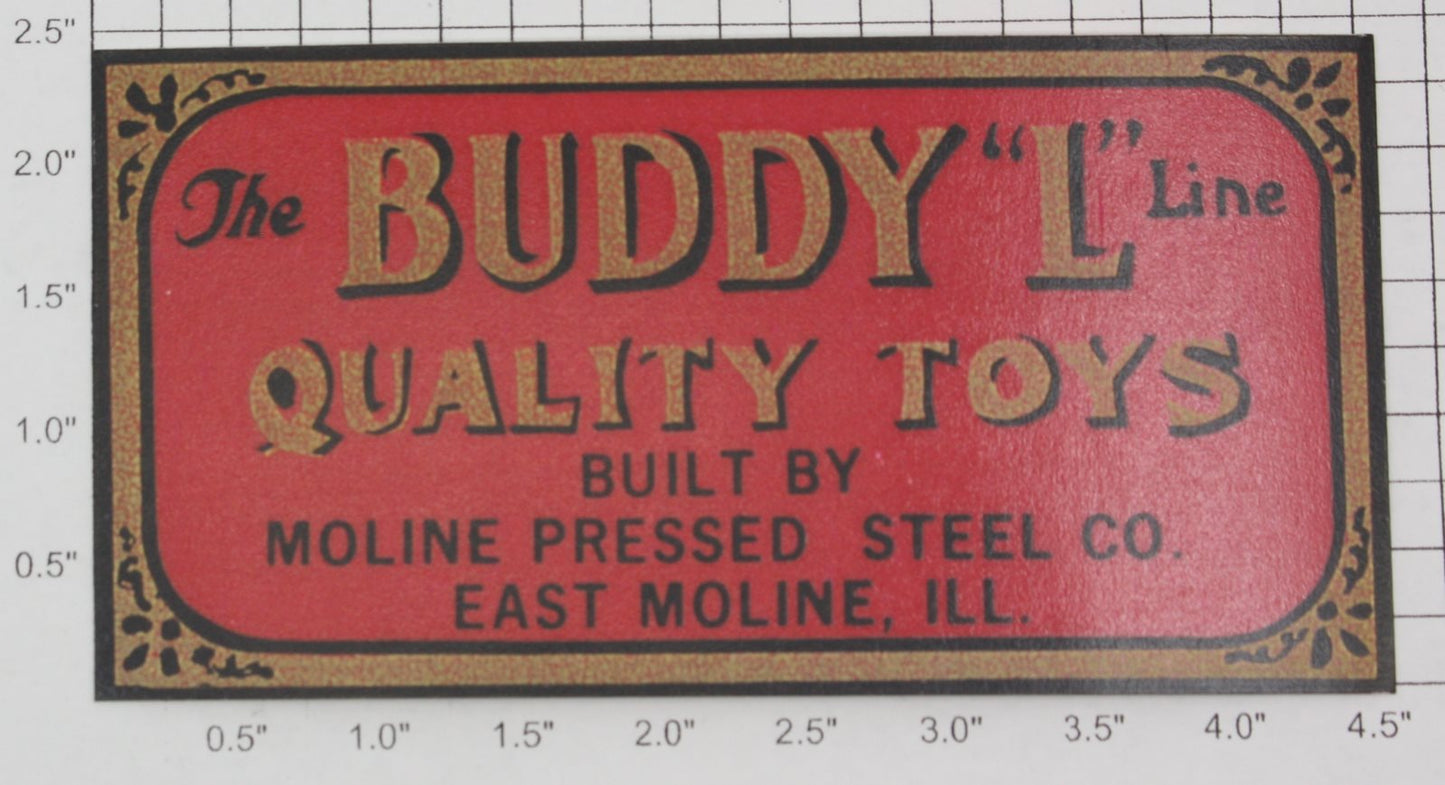 2.5"
The BUDDY “L” Line
2.0"
1.5"
QUALITY TOYS
1.0"
BUILT BY
MOLINE PRESSED STEEL CO.
0.5"
EAST MOLINE, ILL.
0.5" 1.0" 1.5" 2.0" 2.5" 3.0" 3.5" 4.0" 4.5"